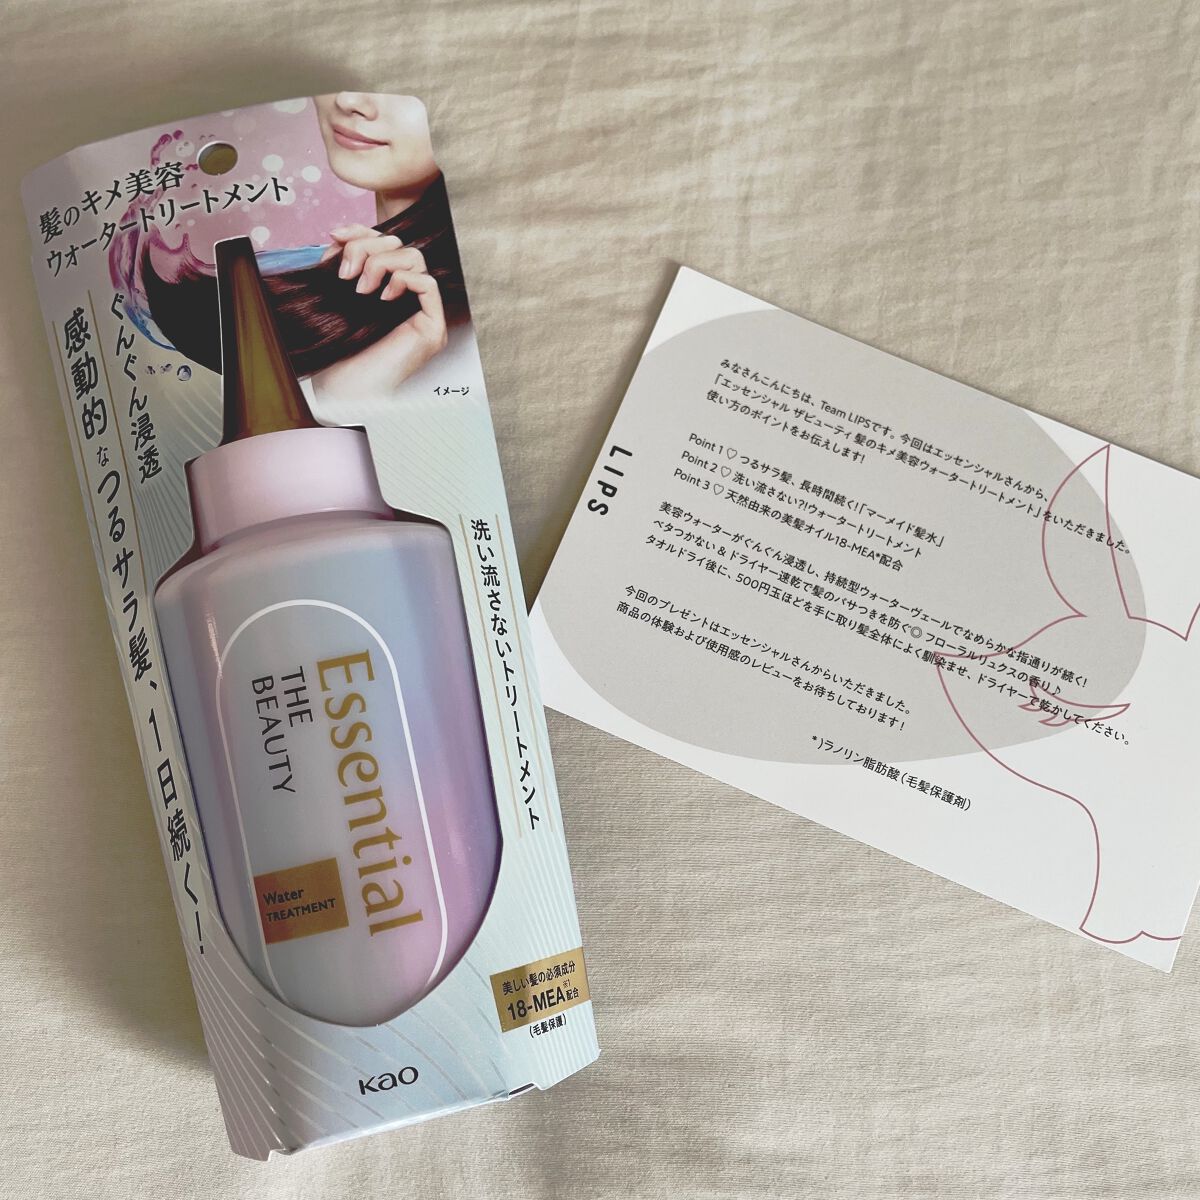 髪のキメ美容
ウォータートリートメント
ぐんぐん浸透
感動的なつるサラ髪、1日続く!
イメージ
洗い流さないトリートメント
Essential
THE
BEAUTY
Water
TREATMENT
美しい髪の必須成分
18-MEA※1配合
(毛髪保護)
Kao
LIPS
みなさんこんにちは、Team LIPSです。今回はエッセンシャルさんから、
「エッセンシャル ザビューティ 髪のキメ美容ウォータートリートメント」をいただきました。
使い方のポイントをお伝えします!
Point 1 ♡ つるサラ髪、長時間続く!「マーメイド髪水」
Point 2 ♡ 洗い流さない?!ウォータートリートメント
Point 3 ♡ 天然由来の美髪オイル18-MEA*配合
美容ウォーターがぐんぐん浸透し、持続型ウォーターヴェールでなめらかな指通りが続く!
ベタつかない & ドライヤー速乾で髪のパサつきを防ぐ◎ フローラルリュクスの香り♪
タオルドライ後に、500円玉ほどを手に取り髪全体によく馴染ませ、ドライヤーで乾かしてください。
今回のプレゼントはエッセンシャルさんからいただきました。
商品の体験および使用感のレビューをお待ちしております!
*)ラノリン脂肪酸(毛髪保護剤)